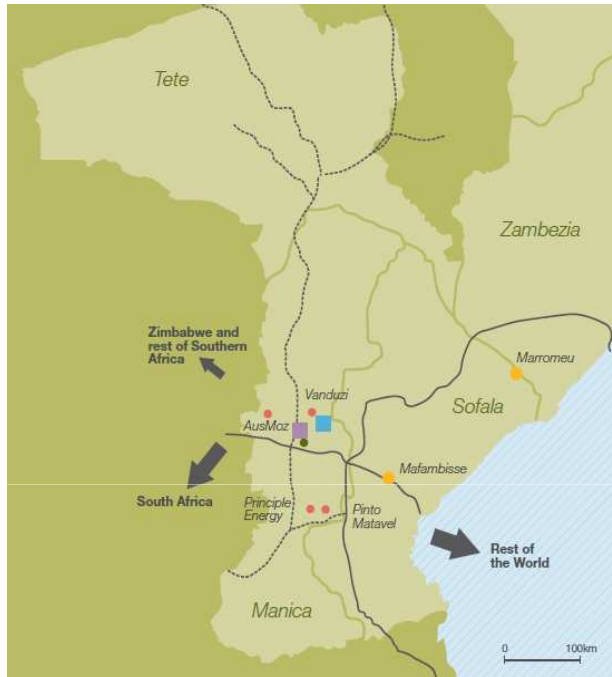 Tete
Zambezia
Zimbabwe and
rest of Southern
Africa
Marromeu
Vanduzi
AusMoz
Sofala
Mafambisse
South Africa
Principle
Energy
Pinto
Matavel
Rest of
the World
Manica
0
100km